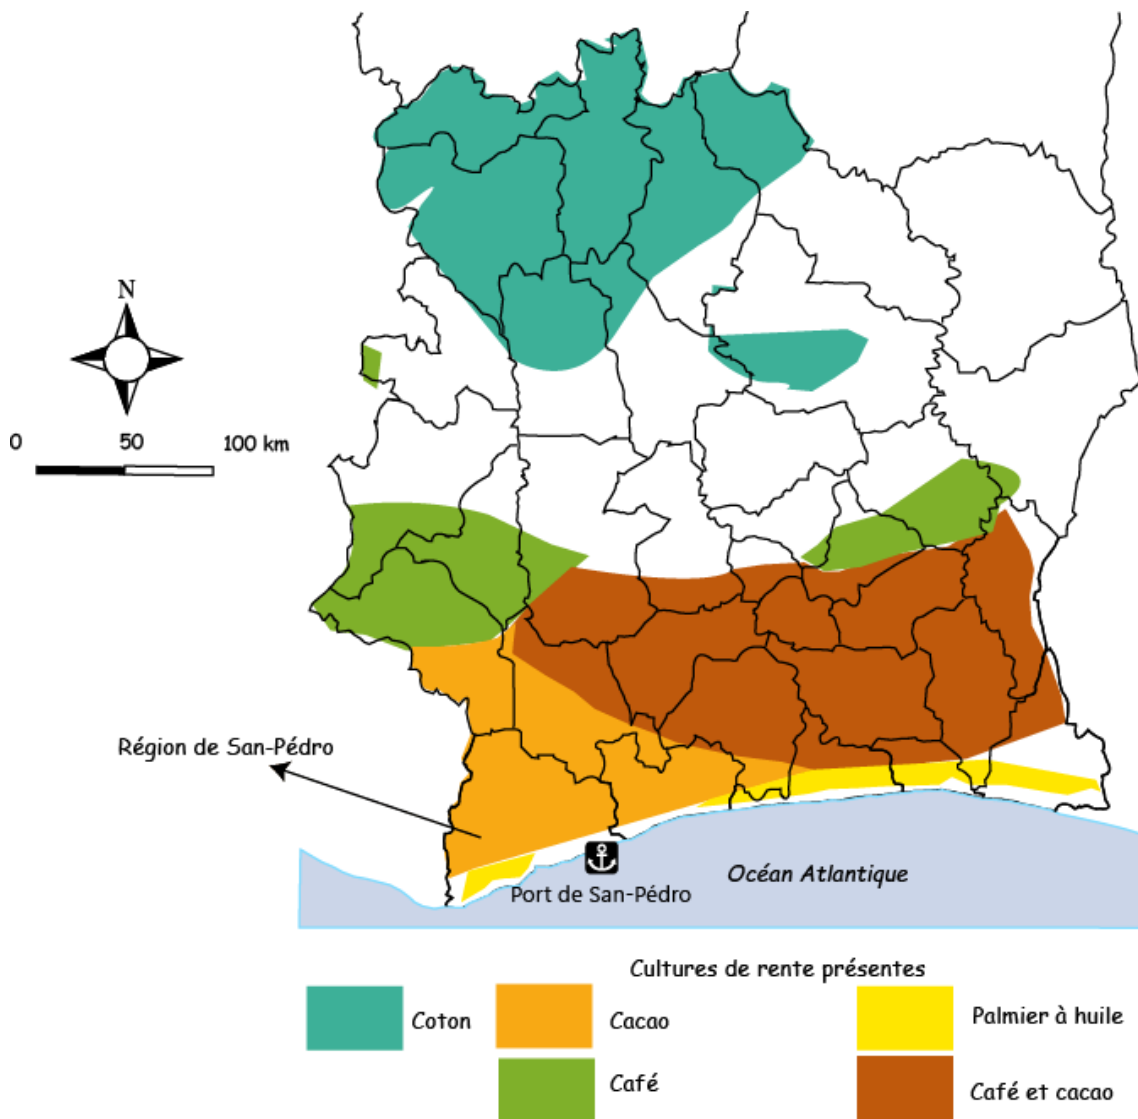 N
0 50 100 km
Région de San-Pédro
Océan Atlantique
Port de San-Pédro
Cultures de rente présentes
Coton
Cacao
Palmier à huile
Café
Café et cacao